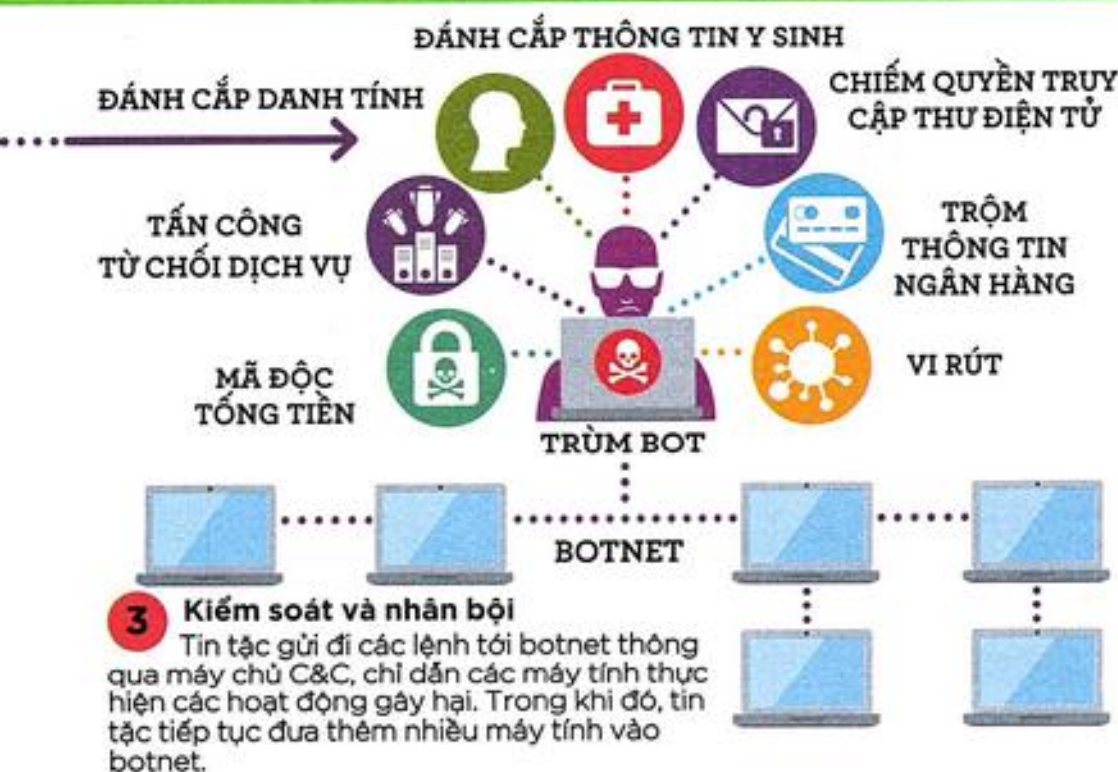 ĐÁNH CẮP THÔNG TIN Y SINH
ĐÁNH CẮP DANH TÍNH
CHIẾM QUYỀN TRUY
CẬP THƯ ĐIỆN TỬ
TẤN CÔNG
TỪ CHỐI DỊCH VỤ
TRỘM
THÔNG TIN
NGÂN HÀNG
MÃ ĐỘC
TỐNG TIỀN
VI RÚT
TRÙM BOT
BOTNET
3 Kiểm soát và nhân bội
Tin tặc gửi đi các lệnh tới botnet thông
qua máy chủ C&C, chỉ dẫn các máy tính thực
hiện các hoạt động gây hại. Trong khi đó, tin
tặc tiếp tục đưa thêm nhiều máy tính vào
botnet.